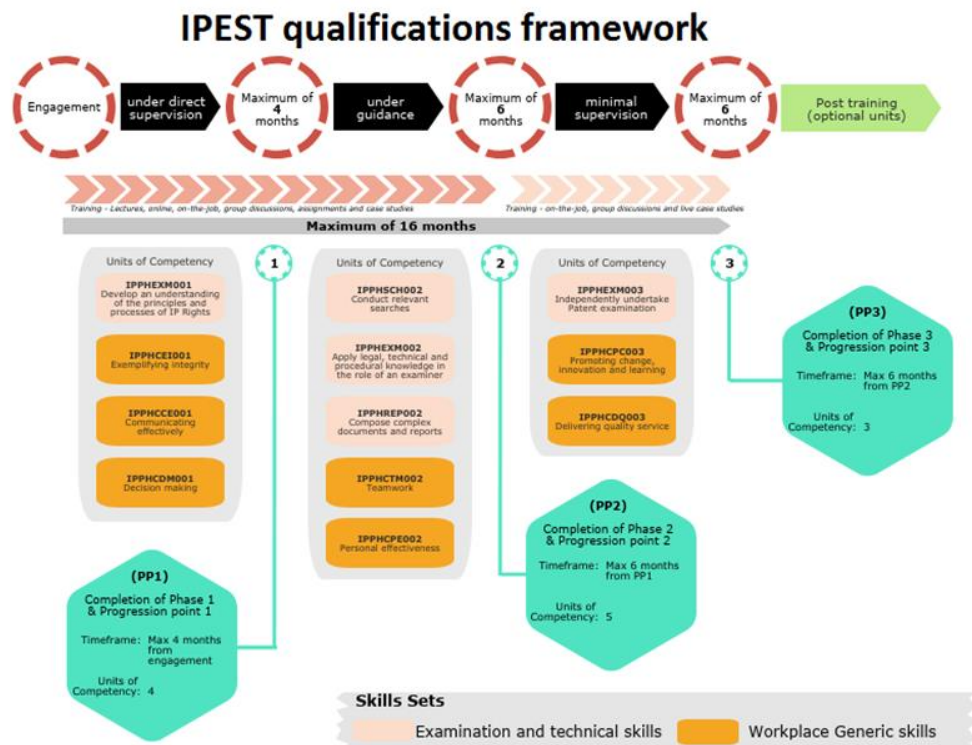 IPEST qualifications framework
Engagement
under direct
supervision
Maximum of
4
months
under
guidance
Maximum of
6
months
minimal
supervision
Maximum of
6
months
Post training
(optional units)
Training - Lectures, online, on-the-job, group discussions, assignments and case studies
Training - on-the-job, group discussions and live case studies
Maximum of 16 months
Units of Competency
IPPHEXM001
Develop an understanding
of the principles and
processes of IP Rights
IPPHCEI001
Exemplifying integrity
IPPHCCE001
Communicating
effectively
IPPHCDM001
Decision making
1
Units of Competency
IPPHSCH002
Conduct relevant
searches
IPPHEXM002
Apply legal, technical and
procedural knowledge in
the role of an examiner
IPPHREP002
Compose complex
documents and reports
IPPHCTM002
Teamwork
IPPHCPE002
Personal effectiveness
2
Units of Competency
IPPHEXM003
Independently undertake
Patent examination
IPPHCPC003
Promoting change,
innovation and learning
IPPHCDQ003
Delivering quality service
3
(PP3)
Completion of Phase 3
& Progression point 3
Timeframe: Max 6 months
from PP2
Units of
Competency: 3
(PP2)
Completion of Phase 2
& Progression point 2
Timeframe: Max 6 months
from PP1
Units of
Competency: 5
(PP1)
Completion of Phase 1
& Progression point 1
Timeframe: Max 4 months
from
engagement
Units of
Competency: 4
Skills Sets
Examination and technical skills
Workplace Generic skills